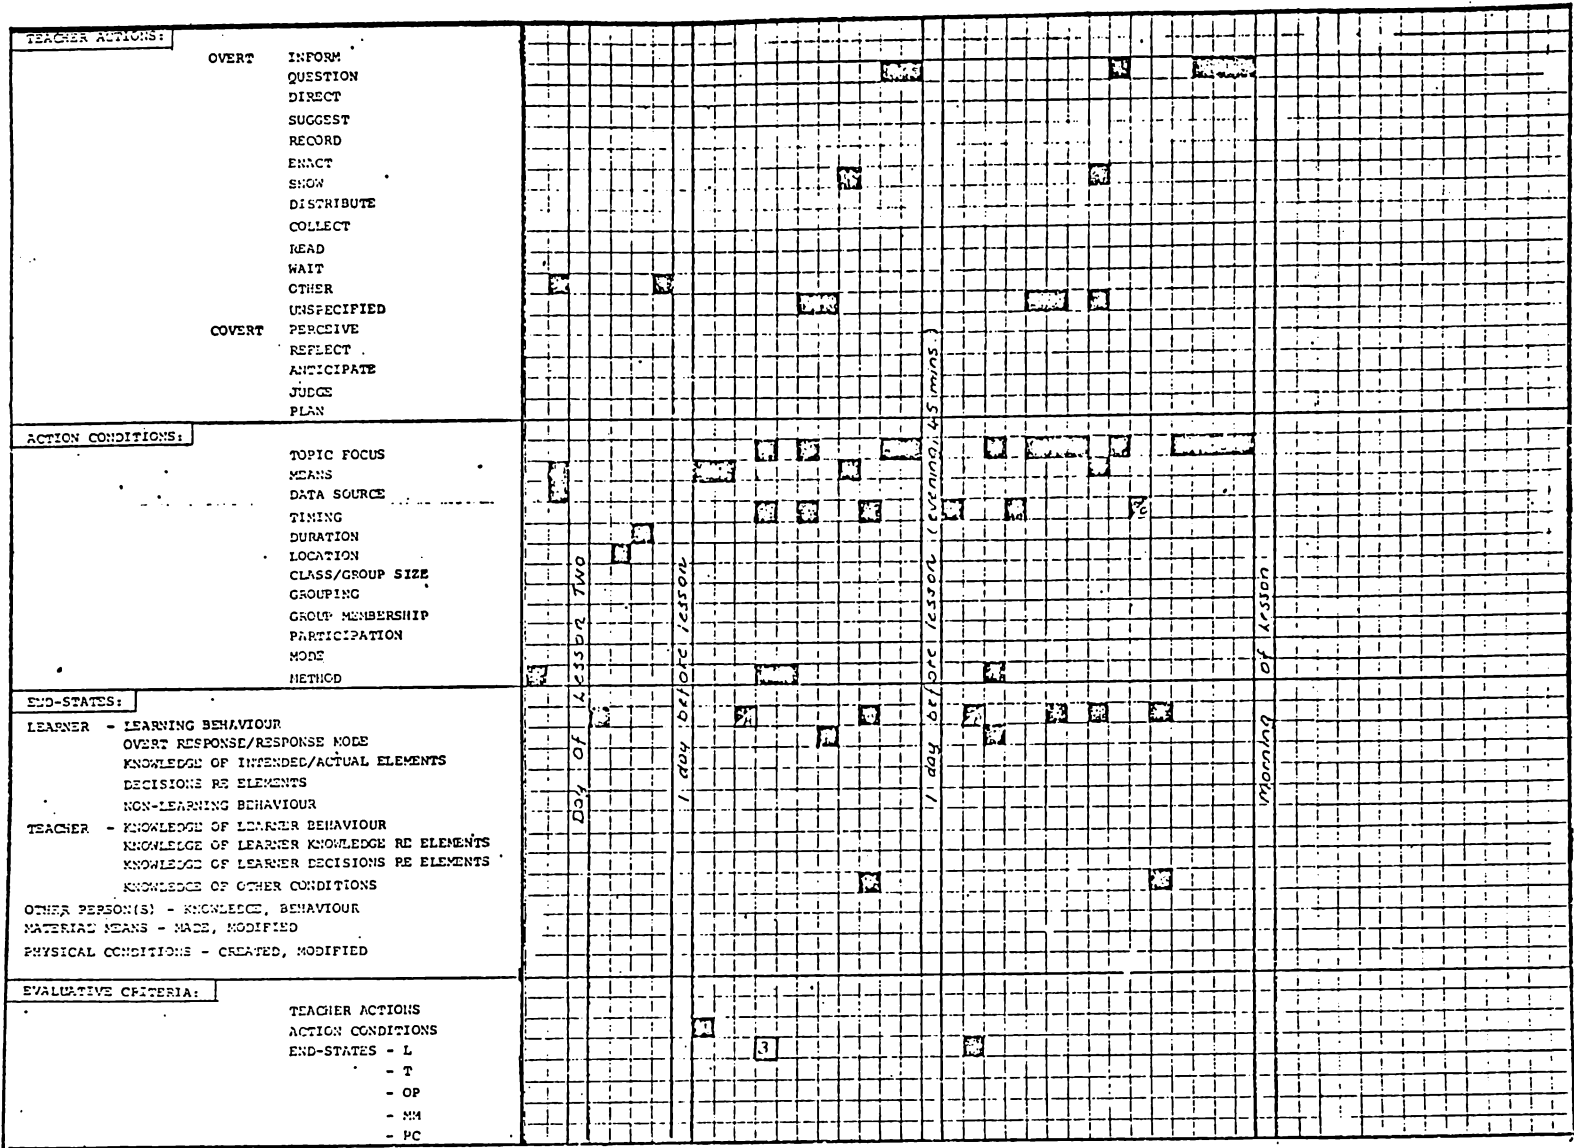 TEACHER ACTIONS:
OVERT INFORM
QUESTION
DIRECT
SUGGEST
RECORD
ENACT
SHOW
DISTRIBUTE
COLLECT
READ
WAIT
OTHER
UNSPECIFIED
COVERT PERCEIVE
REFLECT
ANTICIPATE
JUDGE
PLAN
ACTION CONDITIONS:
TOPIC FOCUS
MEANS
DATA SOURCE
TIMING
DURATION
LOCATION
CLASS/GROUP SIZE
GROUPING
GROUP MEMBERSHIP
PARTICIPATION
MODE
METHOD
END-STATES:
LEARNER - LEARNING BEHAVIOUR
OVERT RESPONSE/RESPONSE MODE
KNOWLEDGE OF INTENDED/ACTUAL ELEMENTS
DECISIONS RE ELEMENTS
NON-LEARNING BEHAVIOUR
TEACHER - KNOWLEDGE OF LEARNER BEHAVIOUR
KNOWLEDGE OF LEARNER KNOWLEDGE RE ELEMENTS
KNOWLEDGE OF LEARNER DECISIONS RE ELEMENTS
KNOWLEDGE OF OTHER CONDITIONS
OTHER PERSON(S) - KNOWLEDGE, BEHAVIOUR
MATERIAL MEANS - MADE, MODIFIED
PHYSICAL CONDITIONS - CREATED, MODIFIED
EVALUATIVE CRITERIA:
TEACHER ACTIONS
ACTION CONDITIONS
END-STATES - L
- T
- OP
- MM
- PC
Day of Lesson Two
1 day before lesson
1 day before lesson (evening, 45 mins.)
Morning of Lesson
3